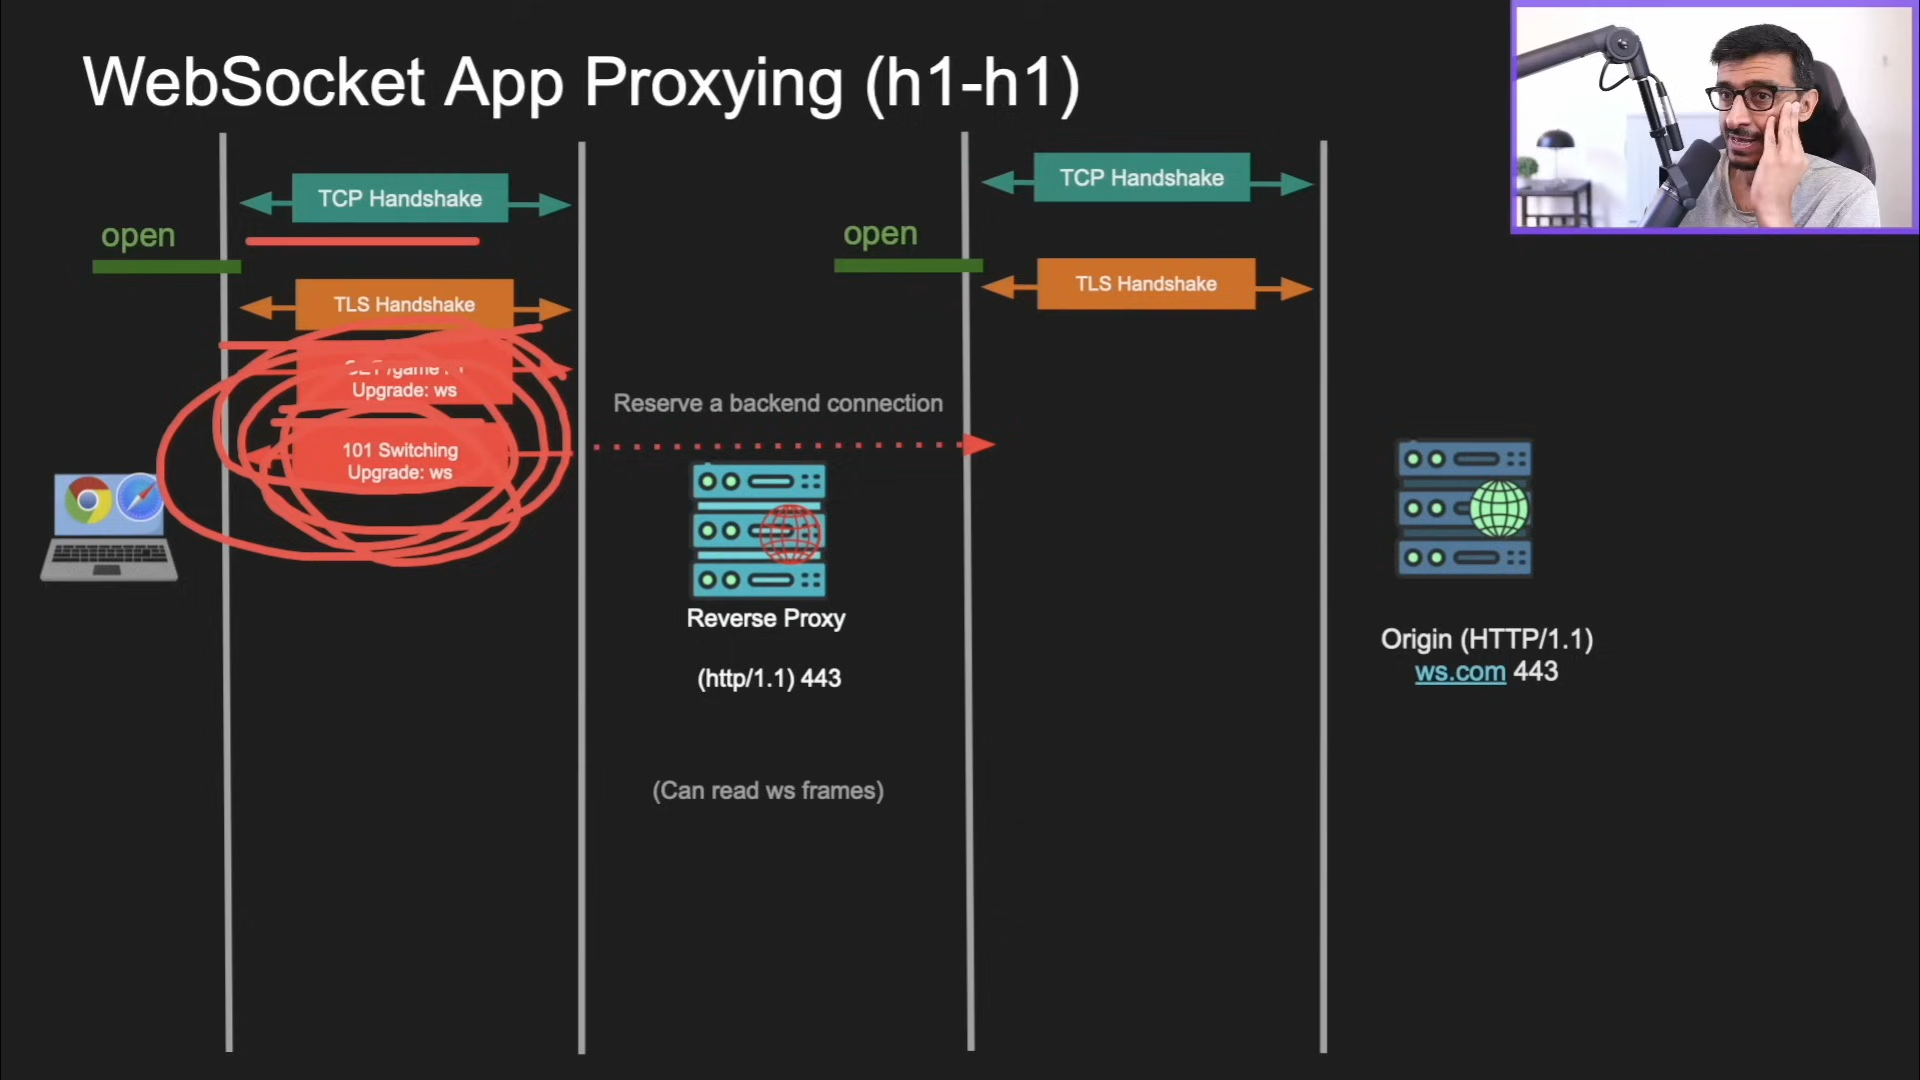 WebSocket App Proxying (h1-h1)
TCP Handshake
open
TLS Handshake
/game
Upgrade: ws
101 Switching
Upgrade: ws
Reserve a backend connection
Reverse Proxy
(http/1.1) 443
(Can read ws frames)
TCP Handshake
open
TLS Handshake
Origin (HTTP/1.1)
ws.com 443